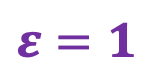 ε = 1